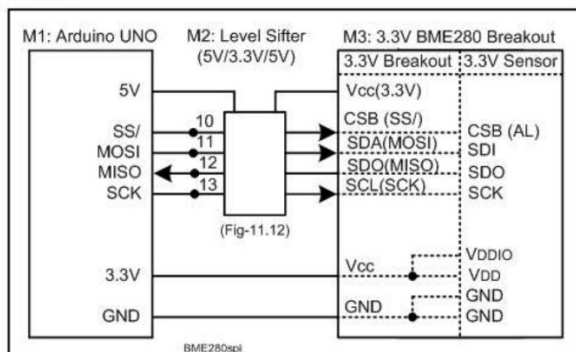 M1: Arduino UNO
M2: Level Sifter
(5V/3.3V/5V)
M3: 3.3V BME280 Breakout
3.3V Breakout
3.3V Sensor
5V
Vcc(3.3V)
SS/
10
CSB (SS/)
CSB (AL)
MOSI
11
SDA(MOSI)
SDI
MISO
12
SDO(MISO)
SDO
SCK
13
SCL(SCK)
SCK
(Fig-11.12)
VDDIO
3.3V
Vcc
VDD
GND
GND
GND
GND
BME280spi